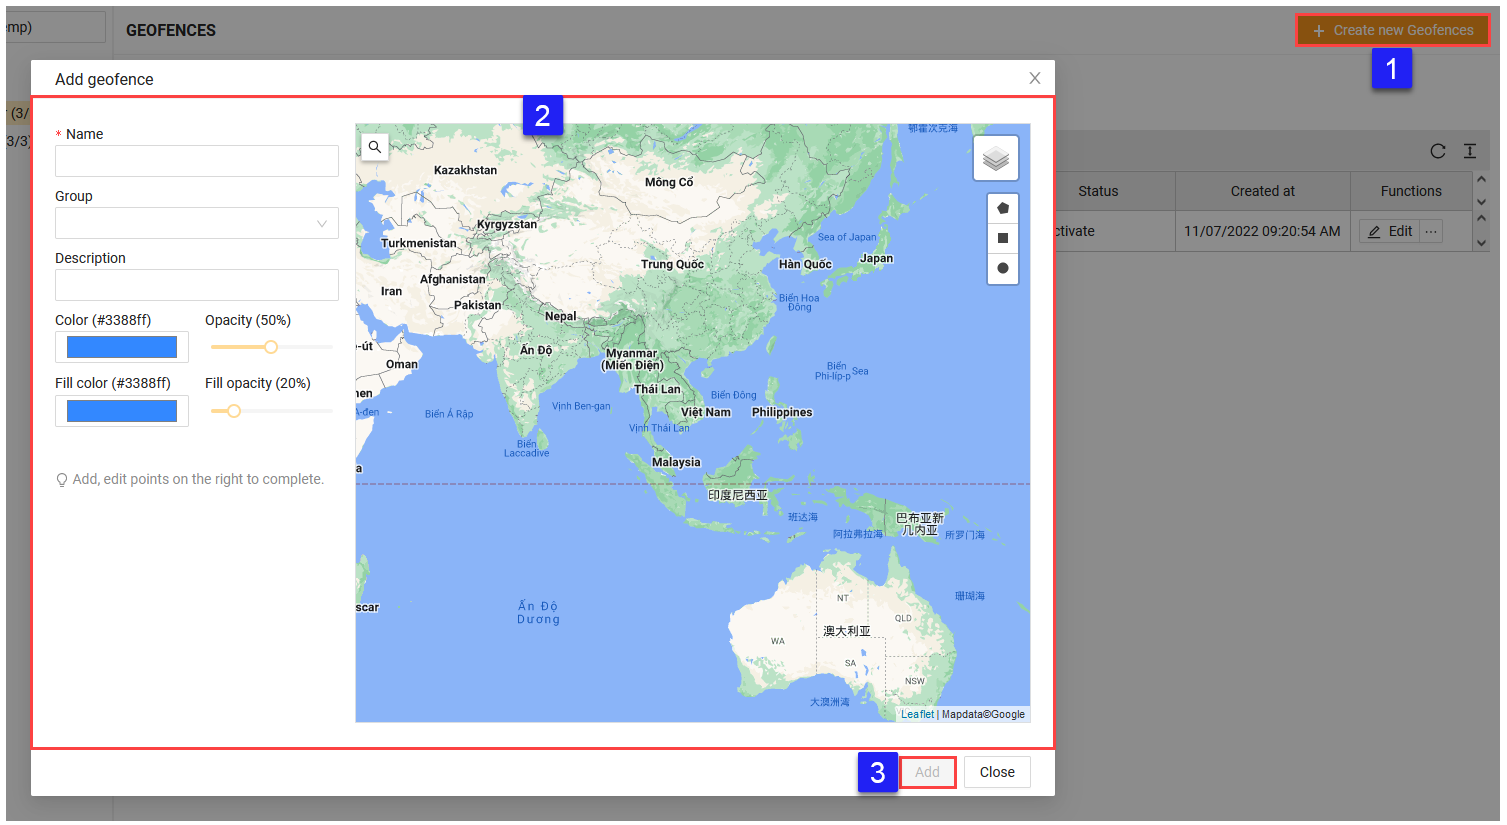 emp)
GEOFENCES
+ Create new Geofences
1
Add geofence
2
(3/
3/3)
* Name
Group
Description
Color (#3388ff)
Opacity (50%)
Fill color (#3388ff)
Fill opacity (20%)
Add, edit points on the right to complete.
Status
Created at
Functions
ctivate
11/07/2022 09:20:54 AM
Edit
...
鄂霍次克海
Kazakhstan
Mông Cổ
Kyrgyzstan
Turkmenistan
Sea of Japan
Afghanistan
Trung Quốc
Hàn Quốc
Japan
Iran
Pakistan
Nepal
Biển Hoa
Đông
-út
Oman
Ấn Độ
Myanmar
(Miến Điện)
Biển
Phi-líp-p Sea
men
Thái Lan
Biển Đông
A-đen
Biển Ả Rập
Vịnh Ben-gan
Việt Nam
Philippines
Vịnh Thái Lan
Biển
Laccadive
a
Malaysia
印度尼西亚
班达海
巴布亚新
几内亚
阿拉弗拉海
所罗门海
scar
Ấn Độ
Dương
NT
珊瑚海
QLD
澳大利亚
WA
SA
NSW
大澳洲湾
Leaflet | Mapdata©Google
3
Add
Close